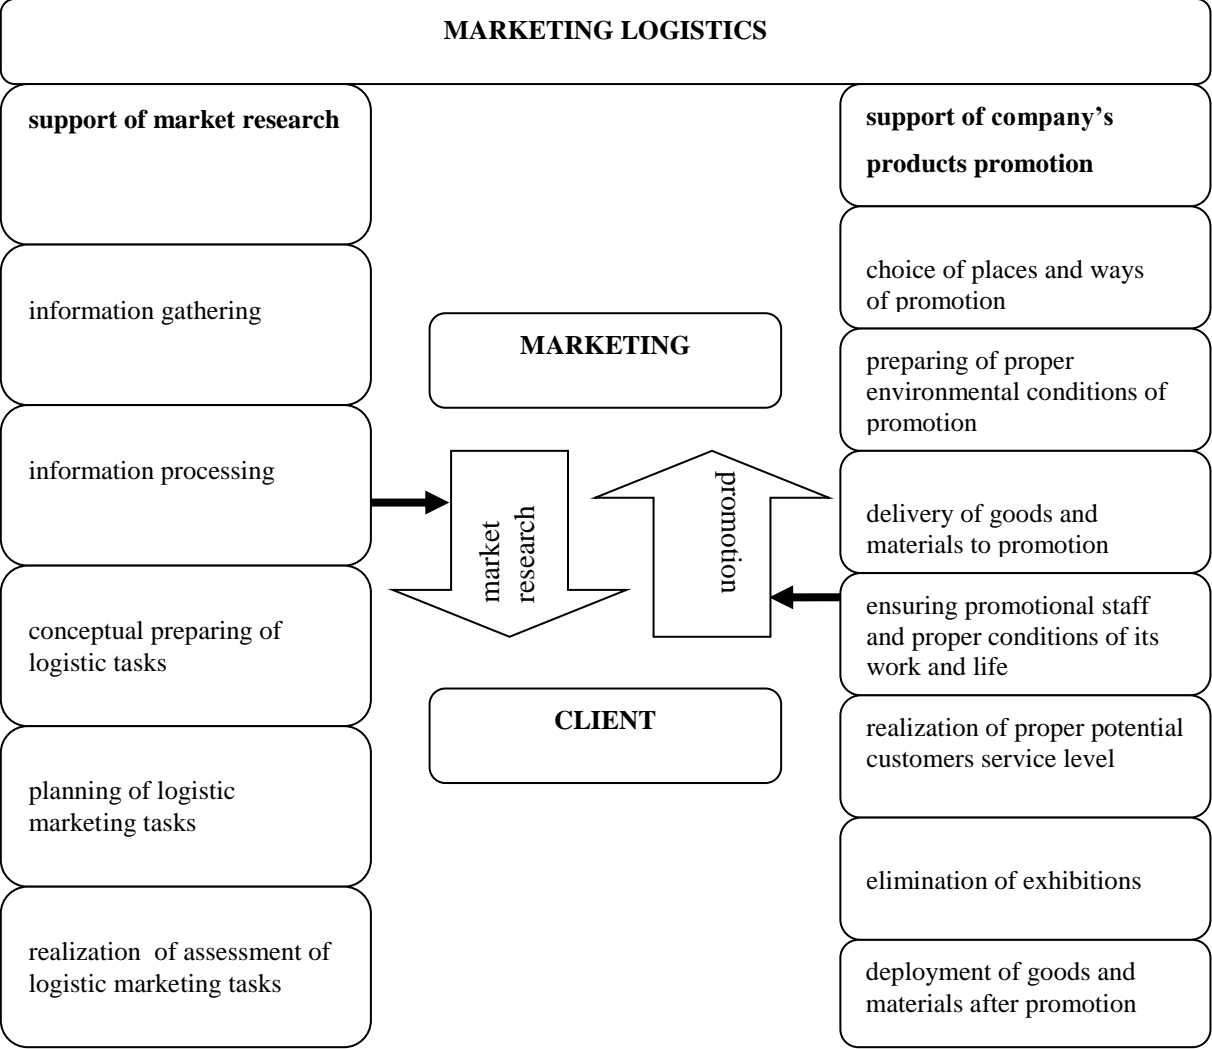 MARKETING LOGISTICS
support of market research
information gathering
information processing
conceptual preparing of
logistic tasks
planning of logistic
marketing tasks
realization  of assessment of
logistic marketing tasks
MARKETING
market
research
promotion
CLIENT
support of company’s
products promotion
choice of places and ways
of promotion
preparing of proper
environmental conditions of
promotion
delivery of goods and
materials to promotion
ensuring promotional staff
and proper conditions of its
work and life
realization of proper potential
customers service level
elimination of exhibitions
deployment of goods and
materials after promotion